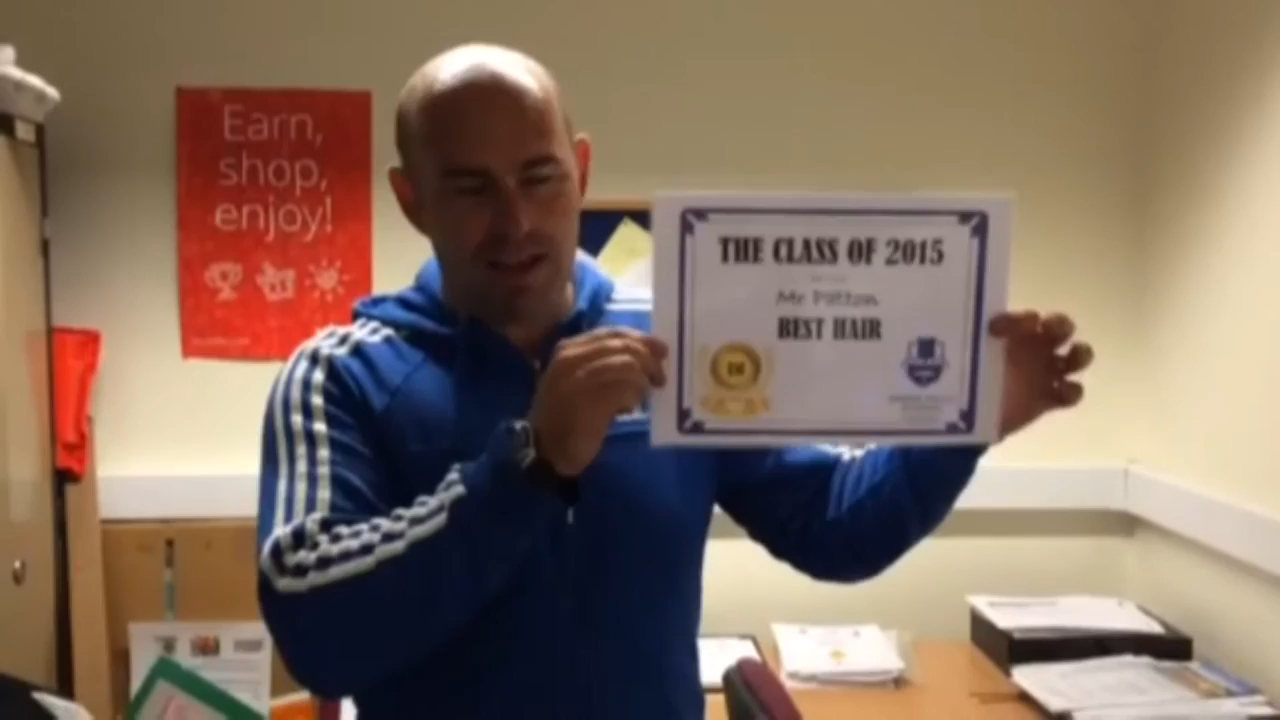 Earn,
shop,
enjoy!
THE CLASS OF 2015
Mr Patton
BEST HAIR